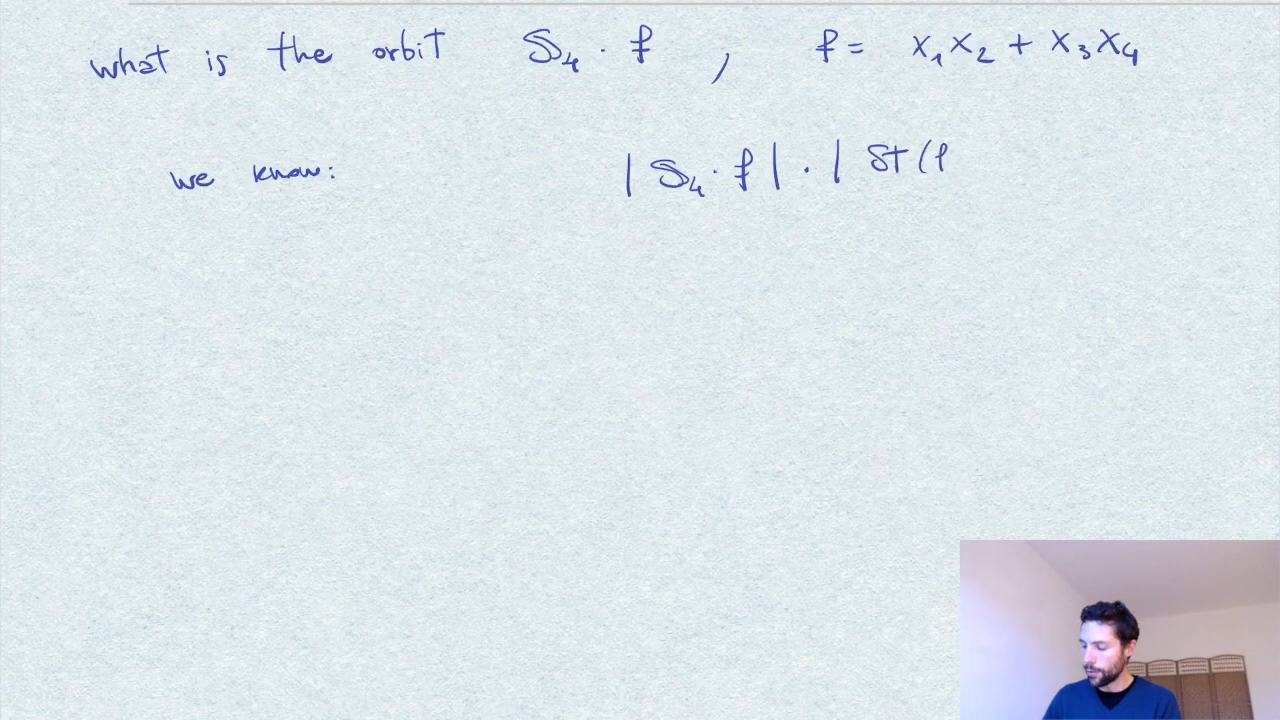 what is the orbit 𝕊₄ · f , f = x₁x₂ + x₃x₄
we know: | 𝕊₄ · f | · | St(f